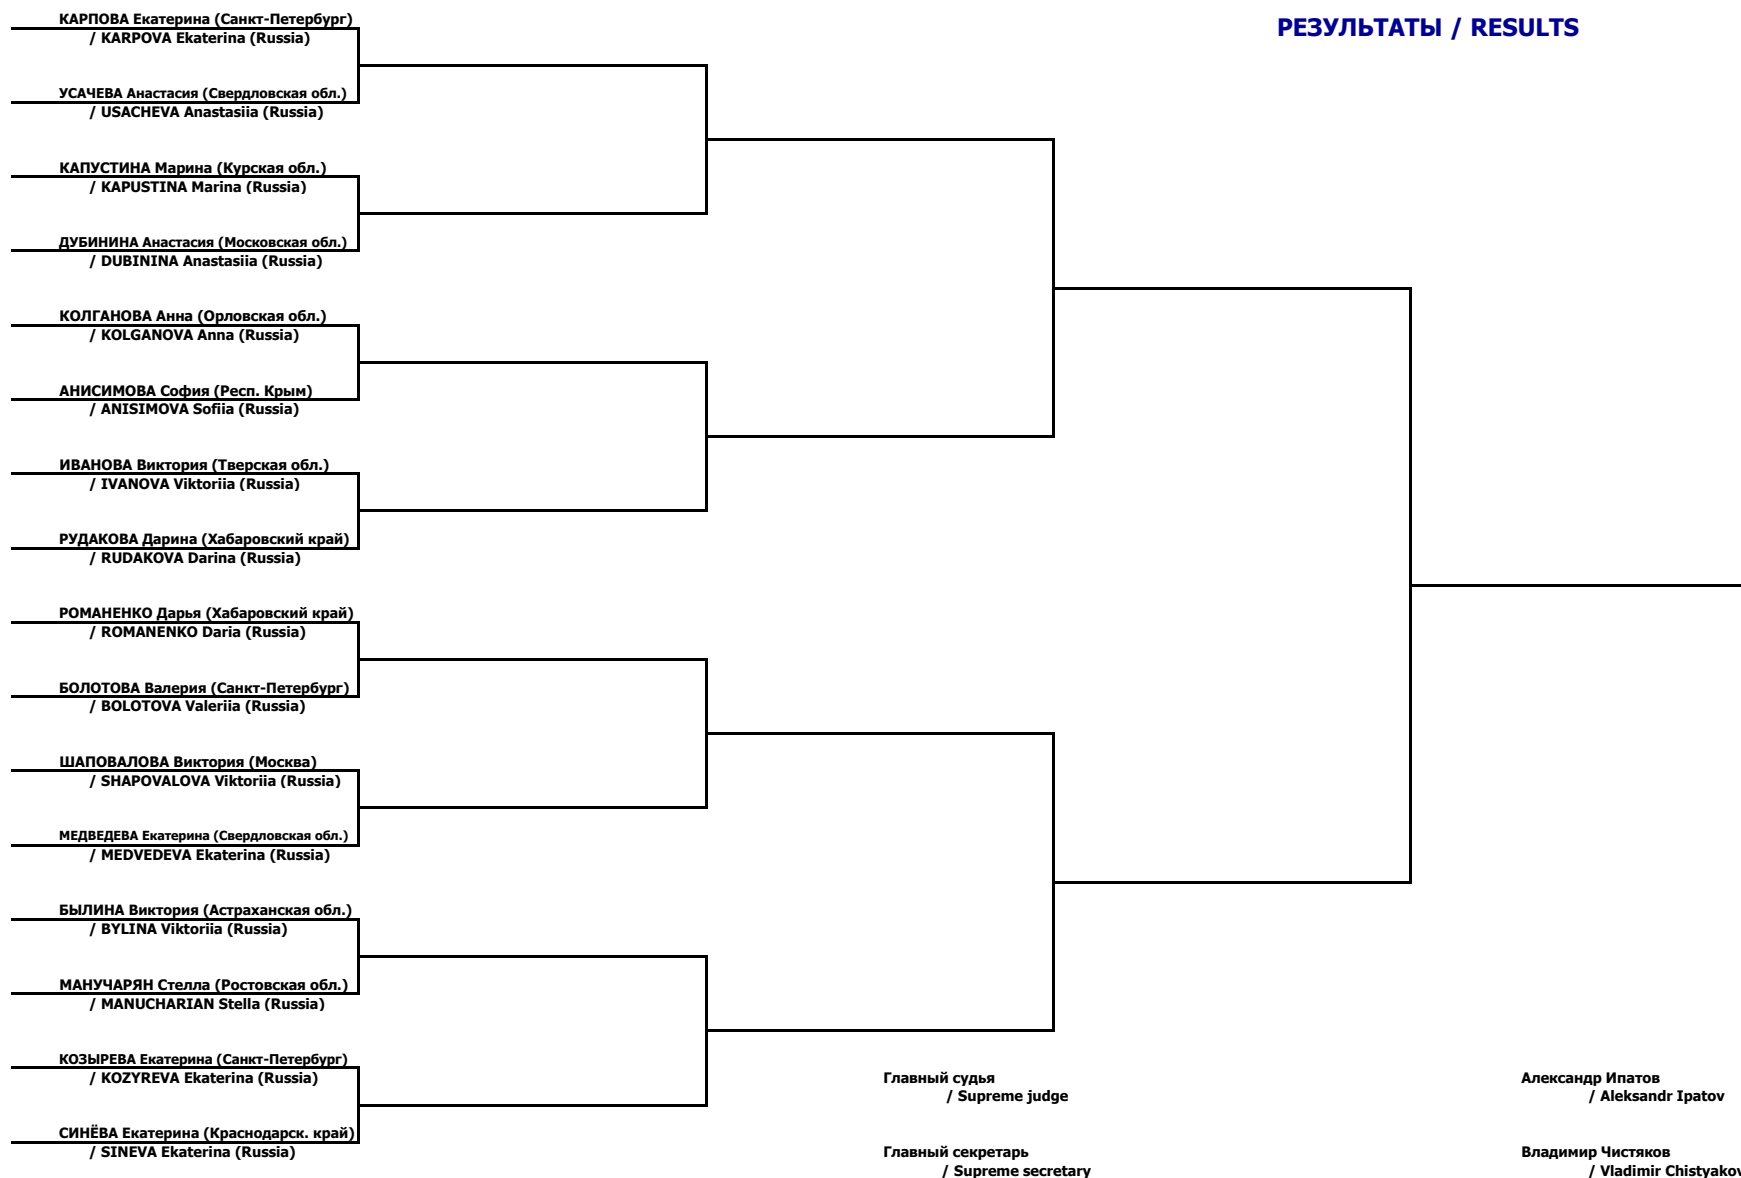 РЕЗУЛЬТАТЫ / RESULTS
КАРПОВА Екатерина (Санкт-Петербург)
/ KARPOVA Ekaterina (Russia)
УСАЧЕВА Анастасия (Свердловская обл.)
/ USACHEVA Anastasiia (Russia)
КАПУСТИНА Марина (Курская обл.)
/ KAPUSTINA Marina (Russia)
ДУБИНИНА Анастасия (Московская обл.)
/ DUBININA Anastasiia (Russia)
КОЛГАНОВА Анна (Орловская обл.)
/ KOLGANOVA Anna (Russia)
АНИСИМОВА София (Респ. Крым)
/ ANISIMOVA Sofiia (Russia)
ИВАНОВА Виктория (Тверская обл.)
/ IVANOVA Viktoriia (Russia)
РУДАКОВА Дарина (Хабаровский край)
/ RUDAKOVA Darina (Russia)
РОМАНЕНКО Дарья (Хабаровский край)
/ ROMANENKO Daria (Russia)
БОЛОТОВА Валерия (Санкт-Петербург)
/ BOLOTOVA Valeriia (Russia)
ШАПОВАЛОВА Виктория (Москва)
/ SHAPOVALOVA Viktoriia (Russia)
МЕДВЕДЕВА Екатерина (Свердловская обл.)
/ MEDVEDEVA Ekaterina (Russia)
БЫЛИНА Виктория (Астраханская обл.)
/ BYLINA Viktoriia (Russia)
МАНУЧАРЯН Стелла (Ростовская обл.)
/ MANUCHARIAN Stella (Russia)
КОЗЫРЕВА Екатерина (Санкт-Петербург)
/ KOZYREVA Ekaterina (Russia)
СИНЁВА Екатерина (Краснодарск. край)
/ SINEVA Ekaterina (Russia)
Главный судья
/ Supreme judge
Александр Ипатов
/ Aleksandr Ipatov
Главный секретарь
/ Supreme secretary
Владимир Чистяков
/ Vladimir Chistyakov